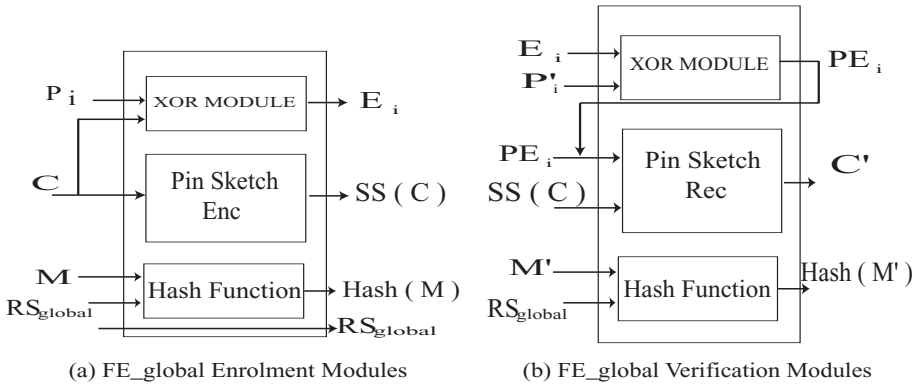 P i
XOR MODULE
E i
C
Pin Sketch
Enc
SS ( C )
M
Hash Function
Hash ( M )
RSglobal
RSglobal
(a) FE_global Enrolment Modules
E i
XOR MODULE
PE i
P' i
PE i
Pin Sketch
Rec
C'
SS ( C )
M'
Hash Function
Hash ( M' )
RSglobal
(b) FE_global Verification Modules